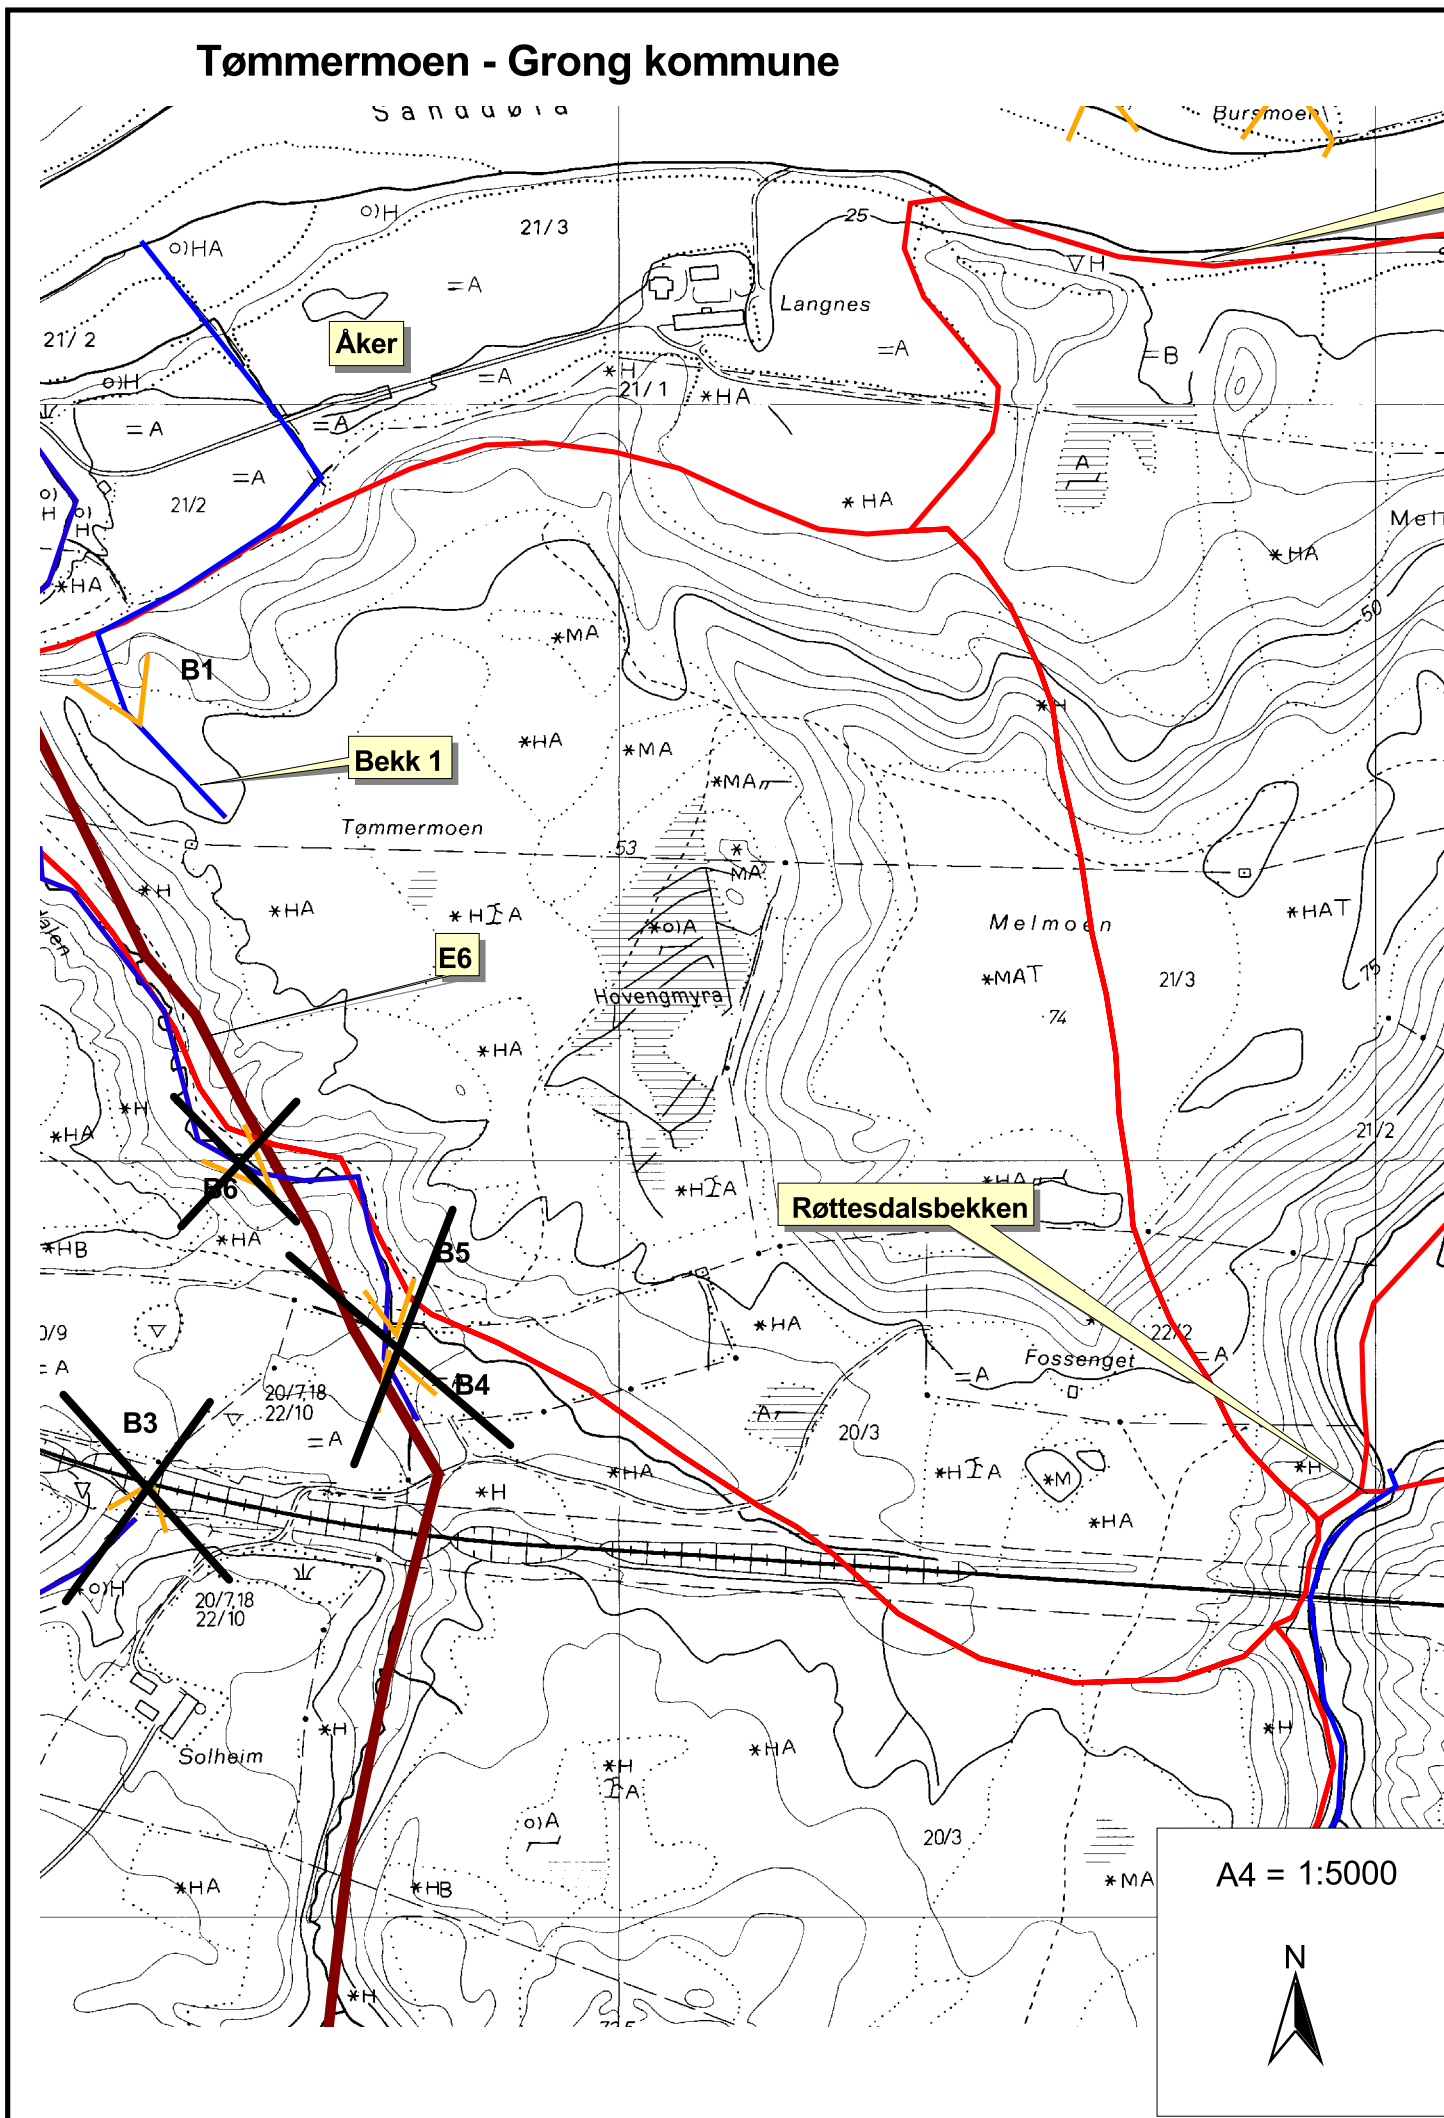 Tømmermoen - Grong kommune
Bursmoen
o)H
21/3
25
o)HA
H
=A
Langnes
21/2
Åker
=A
=B
o)H
=A
*H
21/1
*HA
=A
=A
A
=A
21/2
*HA
o)
H
o)
H
*HA
*HA
50
*MA
B1
*H
*HA
*MA
Bekk 1
*MA
Tømmermoen
53
*
MA
*H
*HA
*HIA
*o)A
Melmoen
*HAT
E6
*MAT
21/3
75
Hovengmyra
74
*HA
*H
*HA
21/2
*HA
B6
*HIA
Røttesdalsbekken
*HB
*HA
B5
0/9
*HA
22/2
=A
=A
Fossenget
=A
B4
20/7,18
22/10
B3
A
20/3
=A
*HA
*HIA
*M
*H
*H
*HA
o)H
20/7,18
22/10
*H
*HA
*H
Solheim
*H
IA
o)A
20/3
A4 = 1:5000
*HA
*HB
*MA
N
*H